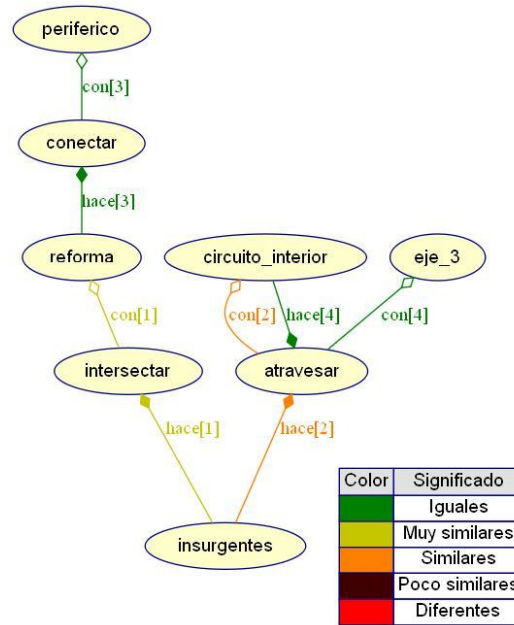 periferico
con[3]
conectar
hace[3]
reforma
circuito_interior
eje_3
con[1]
con[2]
hace[4]
con[4]
intersectar
atravesar
hace[1]
hace[2]
insurgentes
Color Significado
Iguales
Muy similares
Similares
Poco similares
Diferentes